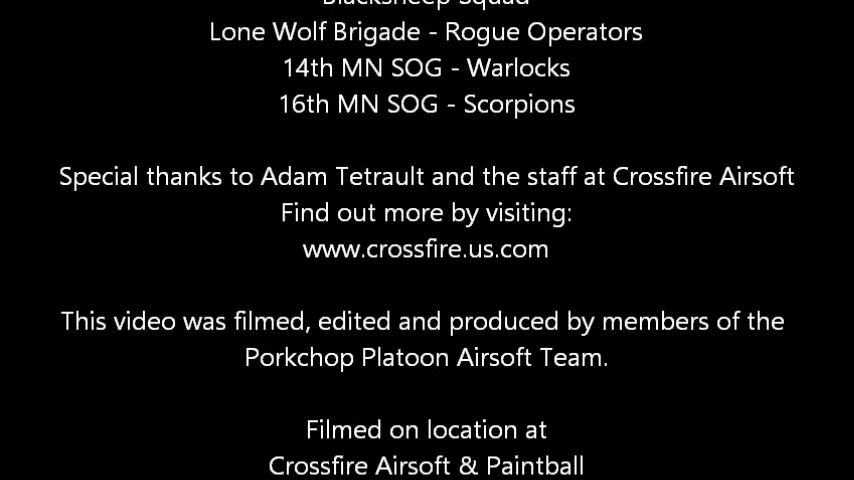 Blacksheep Squad
Lone Wolf Brigade - Rogue Operators
14th MN SOG - Warlocks
16th MN SOG - Scorpions
Special thanks to Adam Tetrault and the staff at Crossfire Airsoft
Find out more by visiting:
www.crossfire.us.com
This video was filmed, edited and produced by members of the
Porkchop Platoon Airsoft Team.
Filmed on location at
Crossfire Airsoft & Paintball